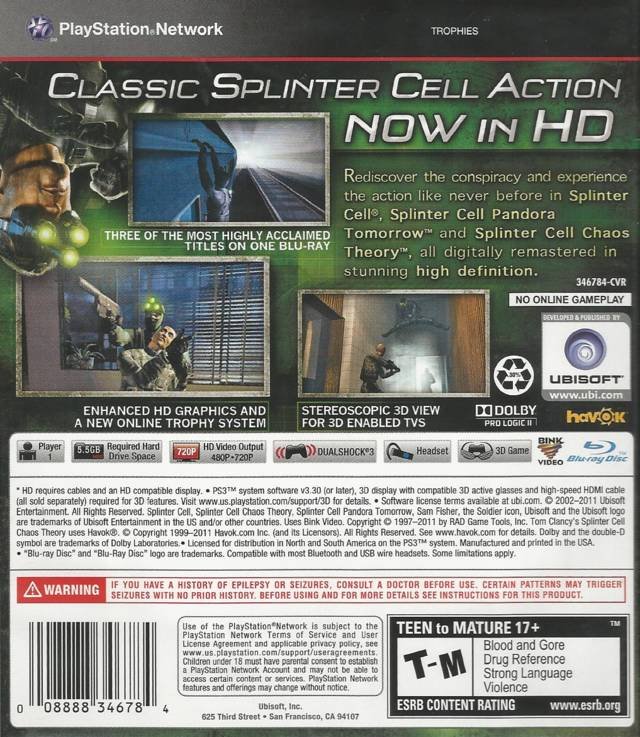 PlayStation®Network
TROPHIES
CLASSIC SPLINTER CELL ACTION
NOW IN HD
Rediscover the conspiracy and experience
the action like never before in Splinter
Cell®, Splinter Cell Pandora
Tomorrow™ and Splinter Cell Chaos
Theory™, all digitally remastered in
stunning high definition.
THREE OF THE MOST HIGHLY ACCLAIMED
TITLES ON ONE BLU-RAY
346784-CVR
NO ONLINE GAMEPLAY
DEVELOPED & PUBLISHED BY
UBISOFT
www.ubi.com
30%
ENHANCED HD GRAPHICS AND
A NEW ONLINE TROPHY SYSTEM
STEREOSCOPIC 3D VIEW
FOR 3D ENABLED TVS
DOLBY
PRO LOGIC II
havok
Player
1
5.5GB Required Hard
Drive Space
720P HD Video Output
480P•720P
DUALSHOCK®3
Headset
3D Game
BINK
VIDEO
Blu-ray Disc
* HD requires cables and an HD compatible display. • PS3™ system software v3.30 (or later), 3D display with compatible 3D active glasses and high-speed HDMI cable
(all sold separately) required for 3D features. Visit www.us.playstation.com/support/3D for details. • Software license terms available at ubi.com. © 2002–2011 Ubisoft
Entertainment. All Rights Reserved. Splinter Cell, Splinter Cell Chaos Theory, Splinter Cell Pandora Tomorrow, Sam Fisher, the Soldier icon, Ubisoft and the Ubisoft logo
are trademarks of Ubisoft Entertainment in the US and/or other countries. Uses Bink Video. Copyright © 1997–2011 by RAD Game Tools, Inc. Tom Clancy's Splinter Cell
Chaos Theory uses Havok®. © Copyright 1999–2011 Havok.com Inc. (and its Licensors). All Rights Reserved. See www.havok.com for details. Dolby and the double-D
symbol are trademarks of Dolby Laboratories. • Licensed for distribution in North and South America on the PS3™ system. Manufactured and printed in the USA.
• "Blu-ray Disc" and "Blu-Ray Disc" logo are trademarks. Compatible with most Bluetooth and USB wire headsets. Some limitations apply.
WARNING
IF YOU HAVE A HISTORY OF EPILEPSY OR SEIZURES, CONSULT A DOCTOR BEFORE USE. CERTAIN PATTERNS MAY TRIGGER
SEIZURES WITH NO PRIOR HISTORY. BEFORE USING AND FOR MORE DETAILS SEE INSTRUCTIONS FOR THIS PRODUCT.
Use of the PlayStation®Network is subject to the
PlayStation Network Terms of Service and User
License Agreement and applicable privacy policy, see
www.us.playstation.com/support/useragreements.
Children under 18 must have parental consent to establish
a PlayStation Network Account and may not be able to
access certain content or services. PlayStation Network
features and offerings may change without notice.
Ubisoft, Inc.
625 Third Street • San Francisco, CA 94107
0 08888 34678 4
TEEN to MATURE 17+
TM
T-M
Blood and Gore
Drug Reference
Strong Language
Violence
ESRB CONTENT RATING www.esrb.org